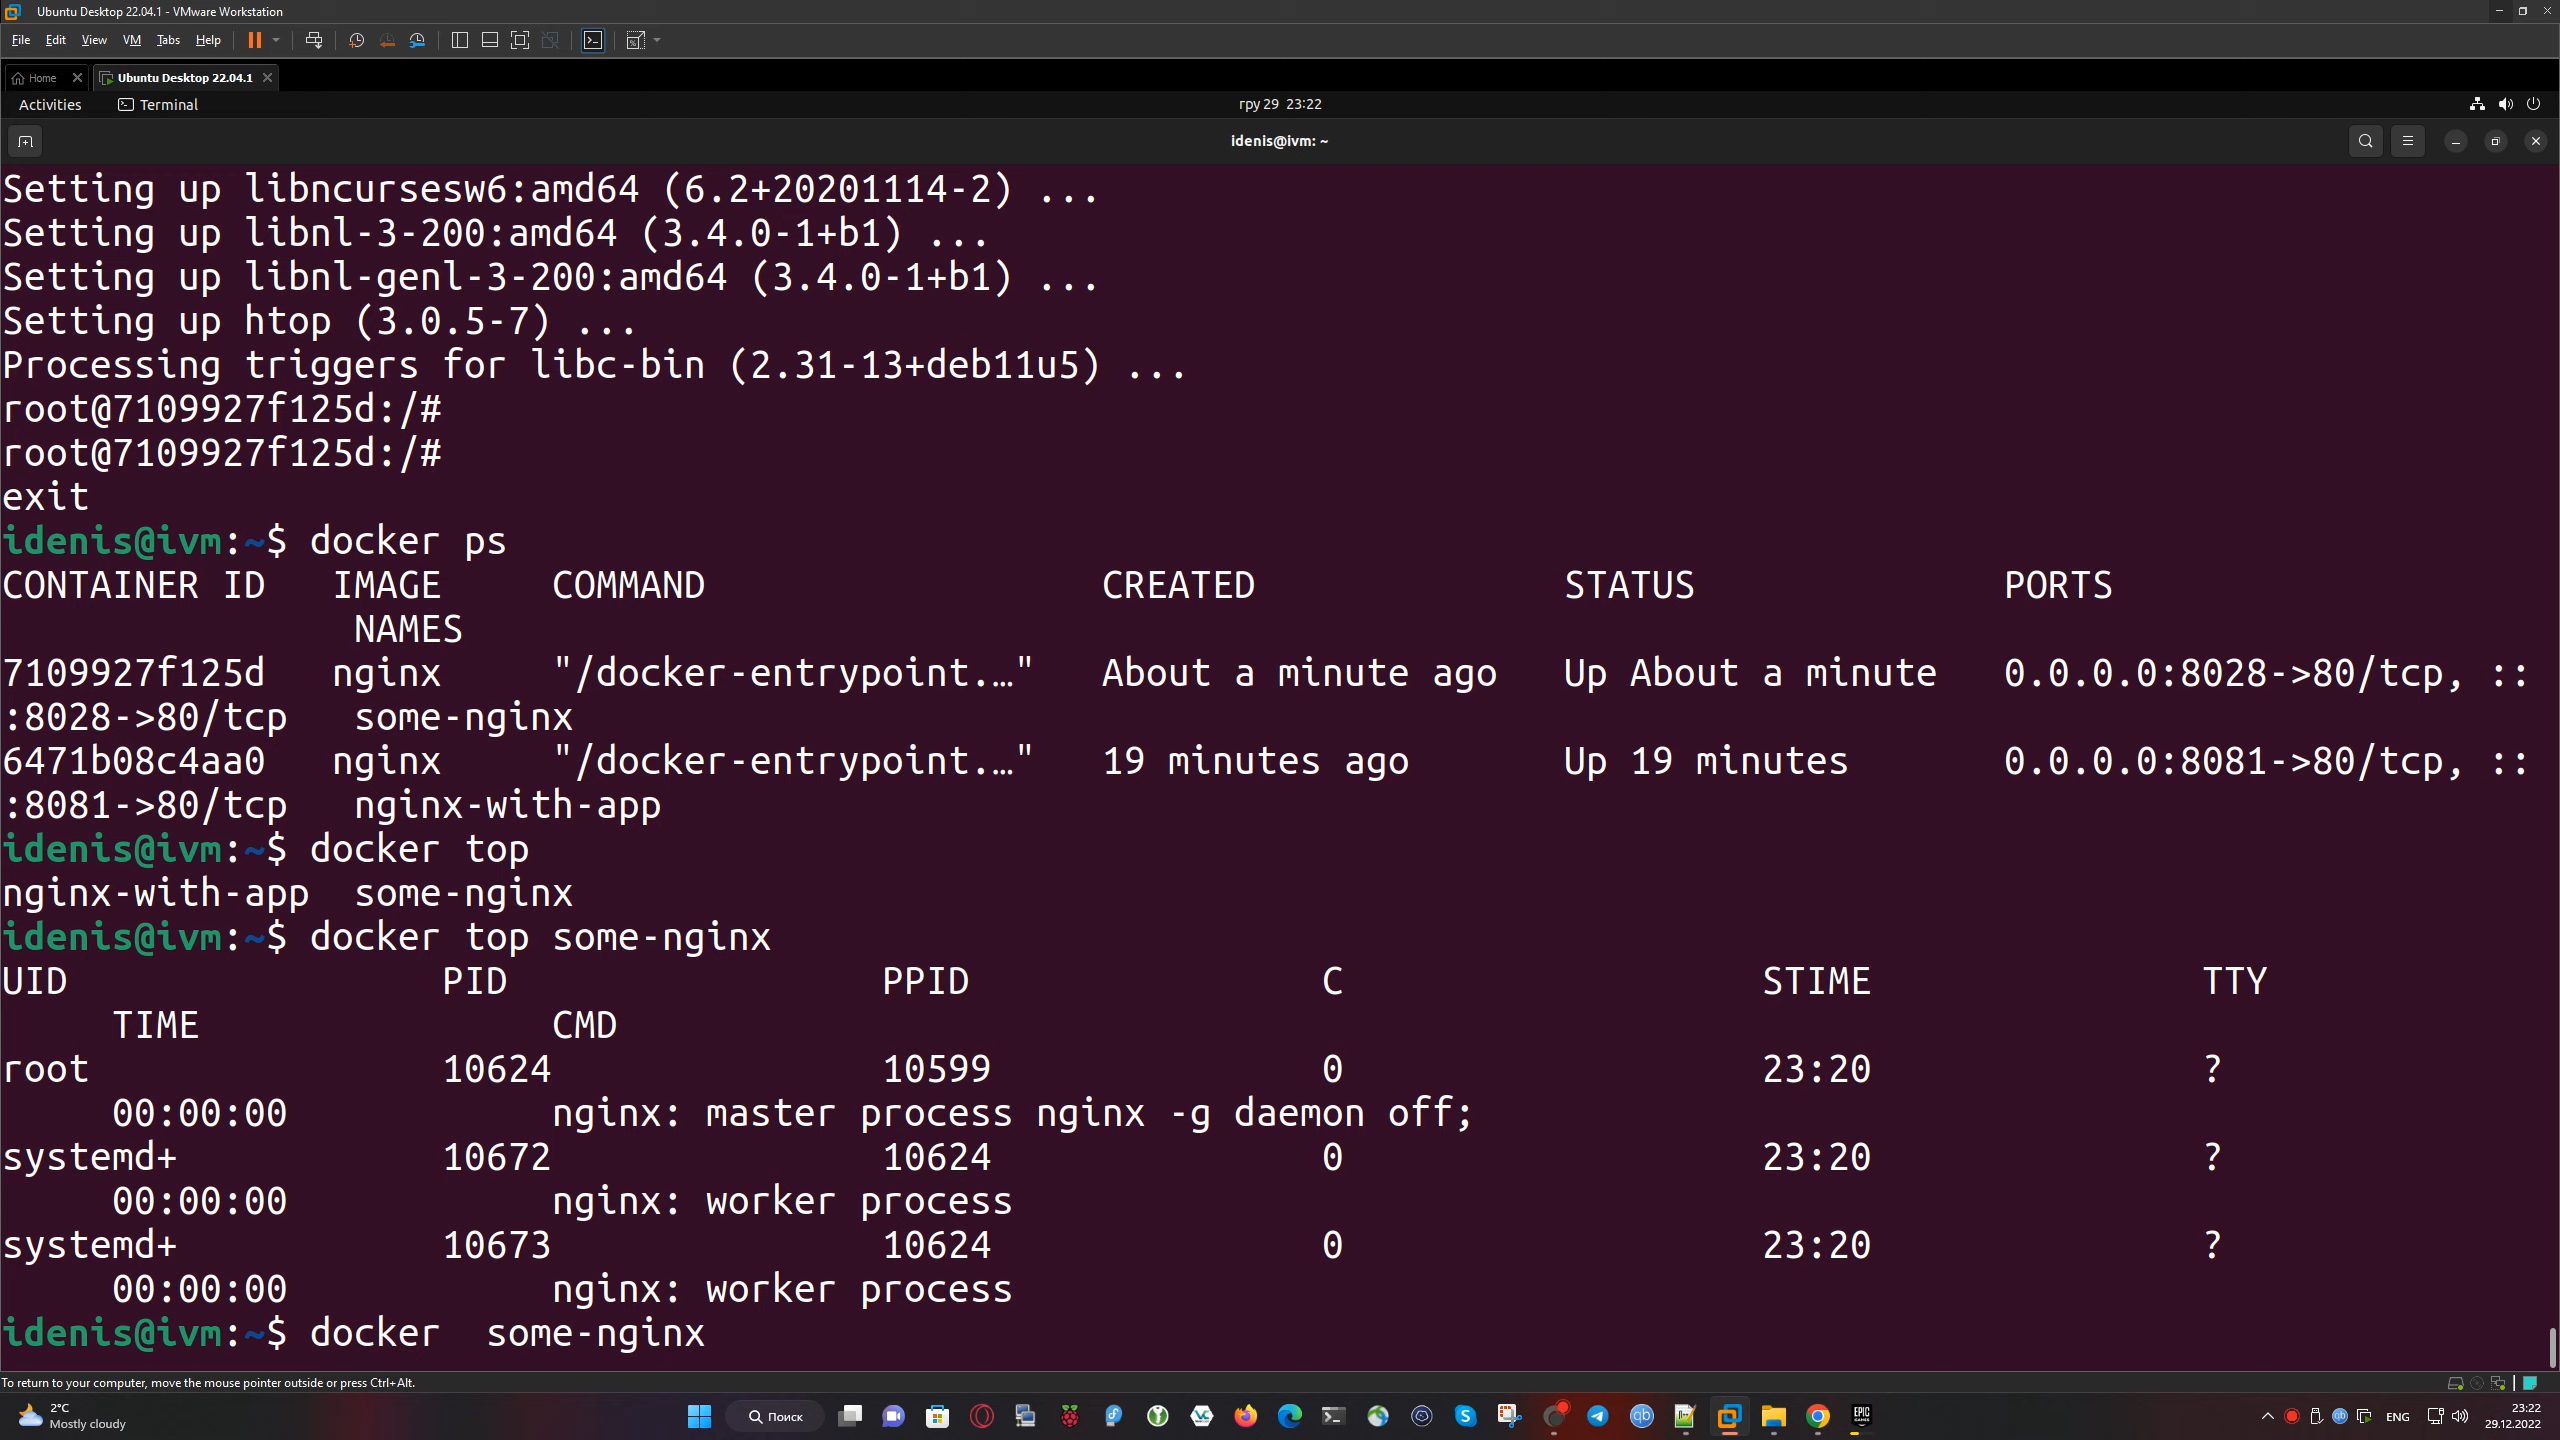 Ubuntu Desktop 22.04.1 - VMware Workstation
File Edit View VM Tabs Help
Home Ubuntu Desktop 22.04.1
Activities Terminal гру 29 23:22
idenis@ivm: ~
Setting up libncursesw6:amd64 (6.2+20201114-2) ...
Setting up libnl-3-200:amd64 (3.4.0-1+b1) ...
Setting up libnl-genl-3-200:amd64 (3.4.0-1+b1) ...
Setting up htop (3.0.5-7) ...
Processing triggers for libc-bin (2.31-13+deb11u5) ...
root@7109927f125d:/#
root@7109927f125d:/#
exit
idenis@ivm:~$ docker ps
CONTAINER ID   IMAGE     COMMAND                  CREATED              STATUS              PORTS
                NAMES
7109927f125d   nginx     "/docker-entrypoint.…"   About a minute ago   Up About a minute   0.0.0.0:8028->80/tcp, ::
:8028->80/tcp   some-nginx
6471b08c4aa0   nginx     "/docker-entrypoint.…"   19 minutes ago       Up 19 minutes       0.0.0.0:8081->80/tcp, ::
:8081->80/tcp   nginx-with-app
idenis@ivm:~$ docker top
nginx-with-app  some-nginx
idenis@ivm:~$ docker top some-nginx
UID                 PID                 PPID                C                   STIME               TTY
     TIME                CMD
root                10624               10599               0                   23:20               ?
     00:00:00            nginx: master process nginx -g daemon off;
systemd+            10672               10624               0                   23:20               ?
     00:00:00            nginx: worker process
systemd+            10673               10624               0                   23:20               ?
     00:00:00            nginx: worker process
idenis@ivm:~$ docker  some-nginx
To return to your computer, move the mouse pointer outside or press Ctrl+Alt.
2°C
Mostly cloudy
Поиск
EPIC GAMES
ENG
23:22
29.12.2022